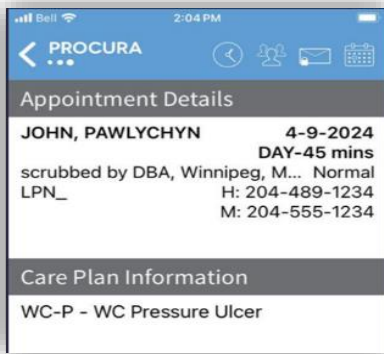 Bell 2:04 PM
PROCURA
Appointment Details
JOHN, PAWLYCHYN 4-9-2024
DAY-45 mins
scrubbed by DBA, Winnipeg, M... Normal
LPN_ H: 204-489-1234
M: 204-555-1234
Care Plan Information
WC-P - WC Pressure Ulcer